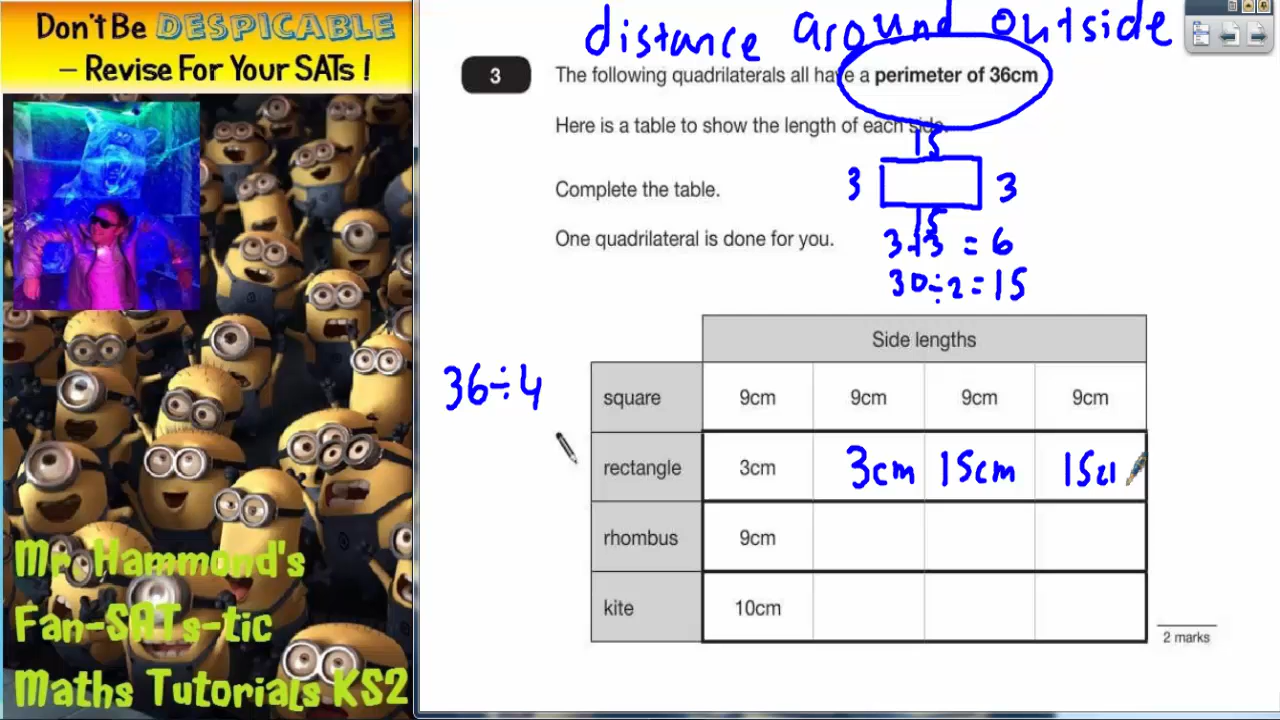 Don't Be DESPICABLE
– Revise For Your SATs !
Mr Hammond's
Fan-SATs-tic
Maths Tutorials KS2
distance around outside
3
The following quadrilaterals all have a perimeter of 36cm
Here is a table to show the length of each side.
15
3 3
15
Complete the table.
One quadrilateral is done for you.
3+3 = 6
30÷2=15
36÷4
Side lengths
square 9cm 9cm 9cm 9cm
rectangle 3cm 3cm 15cm 15cm
rhombus 9cm
kite 10cm
2 marks